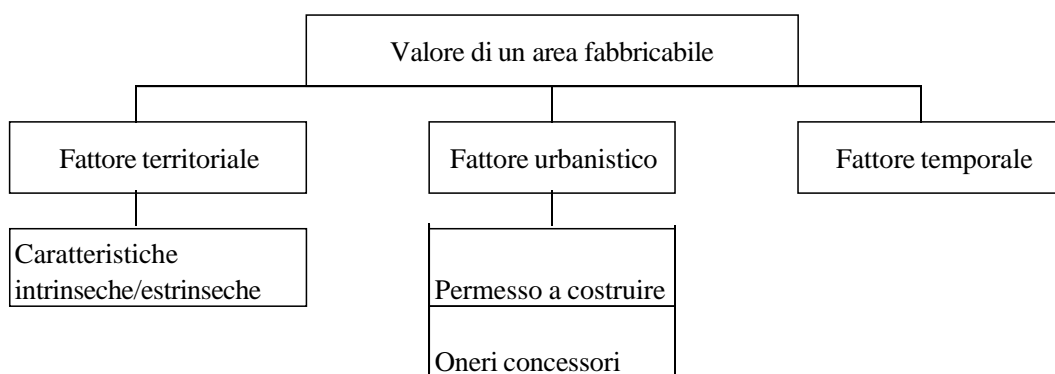 Valore di un area fabbricabile
Fattore territoriale
Fattore urbanistico
Fattore temporale
Caratteristiche
intrinseche/estrinseche
Permesso a costruire
Oneri concessori